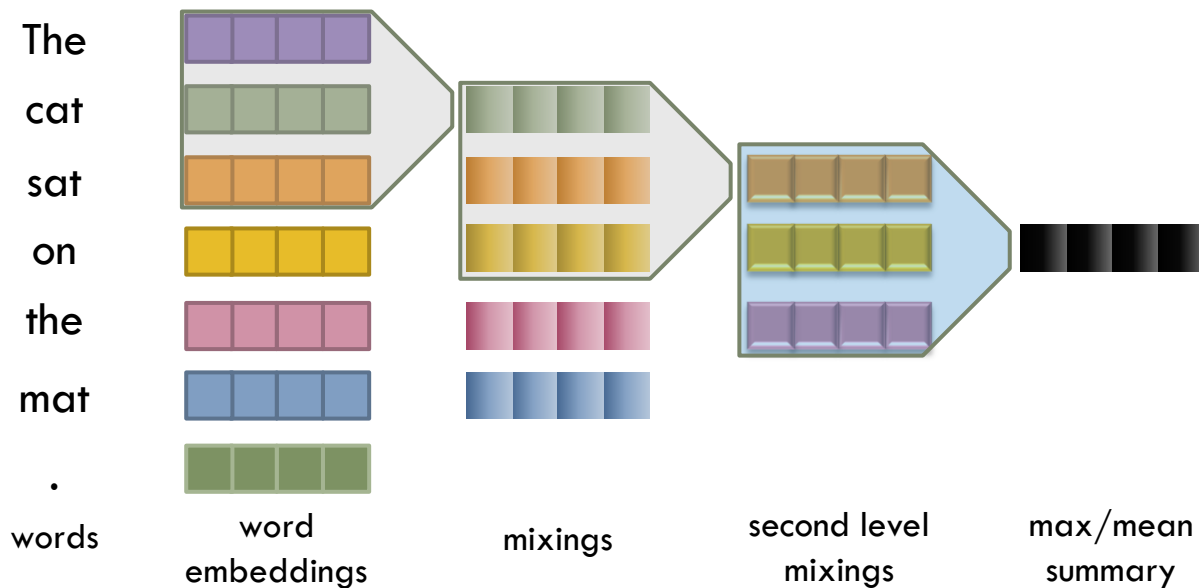 The
cat
sat
on
the
mat
.
words
word
embeddings
mixings
second level
mixings
max/mean
summary